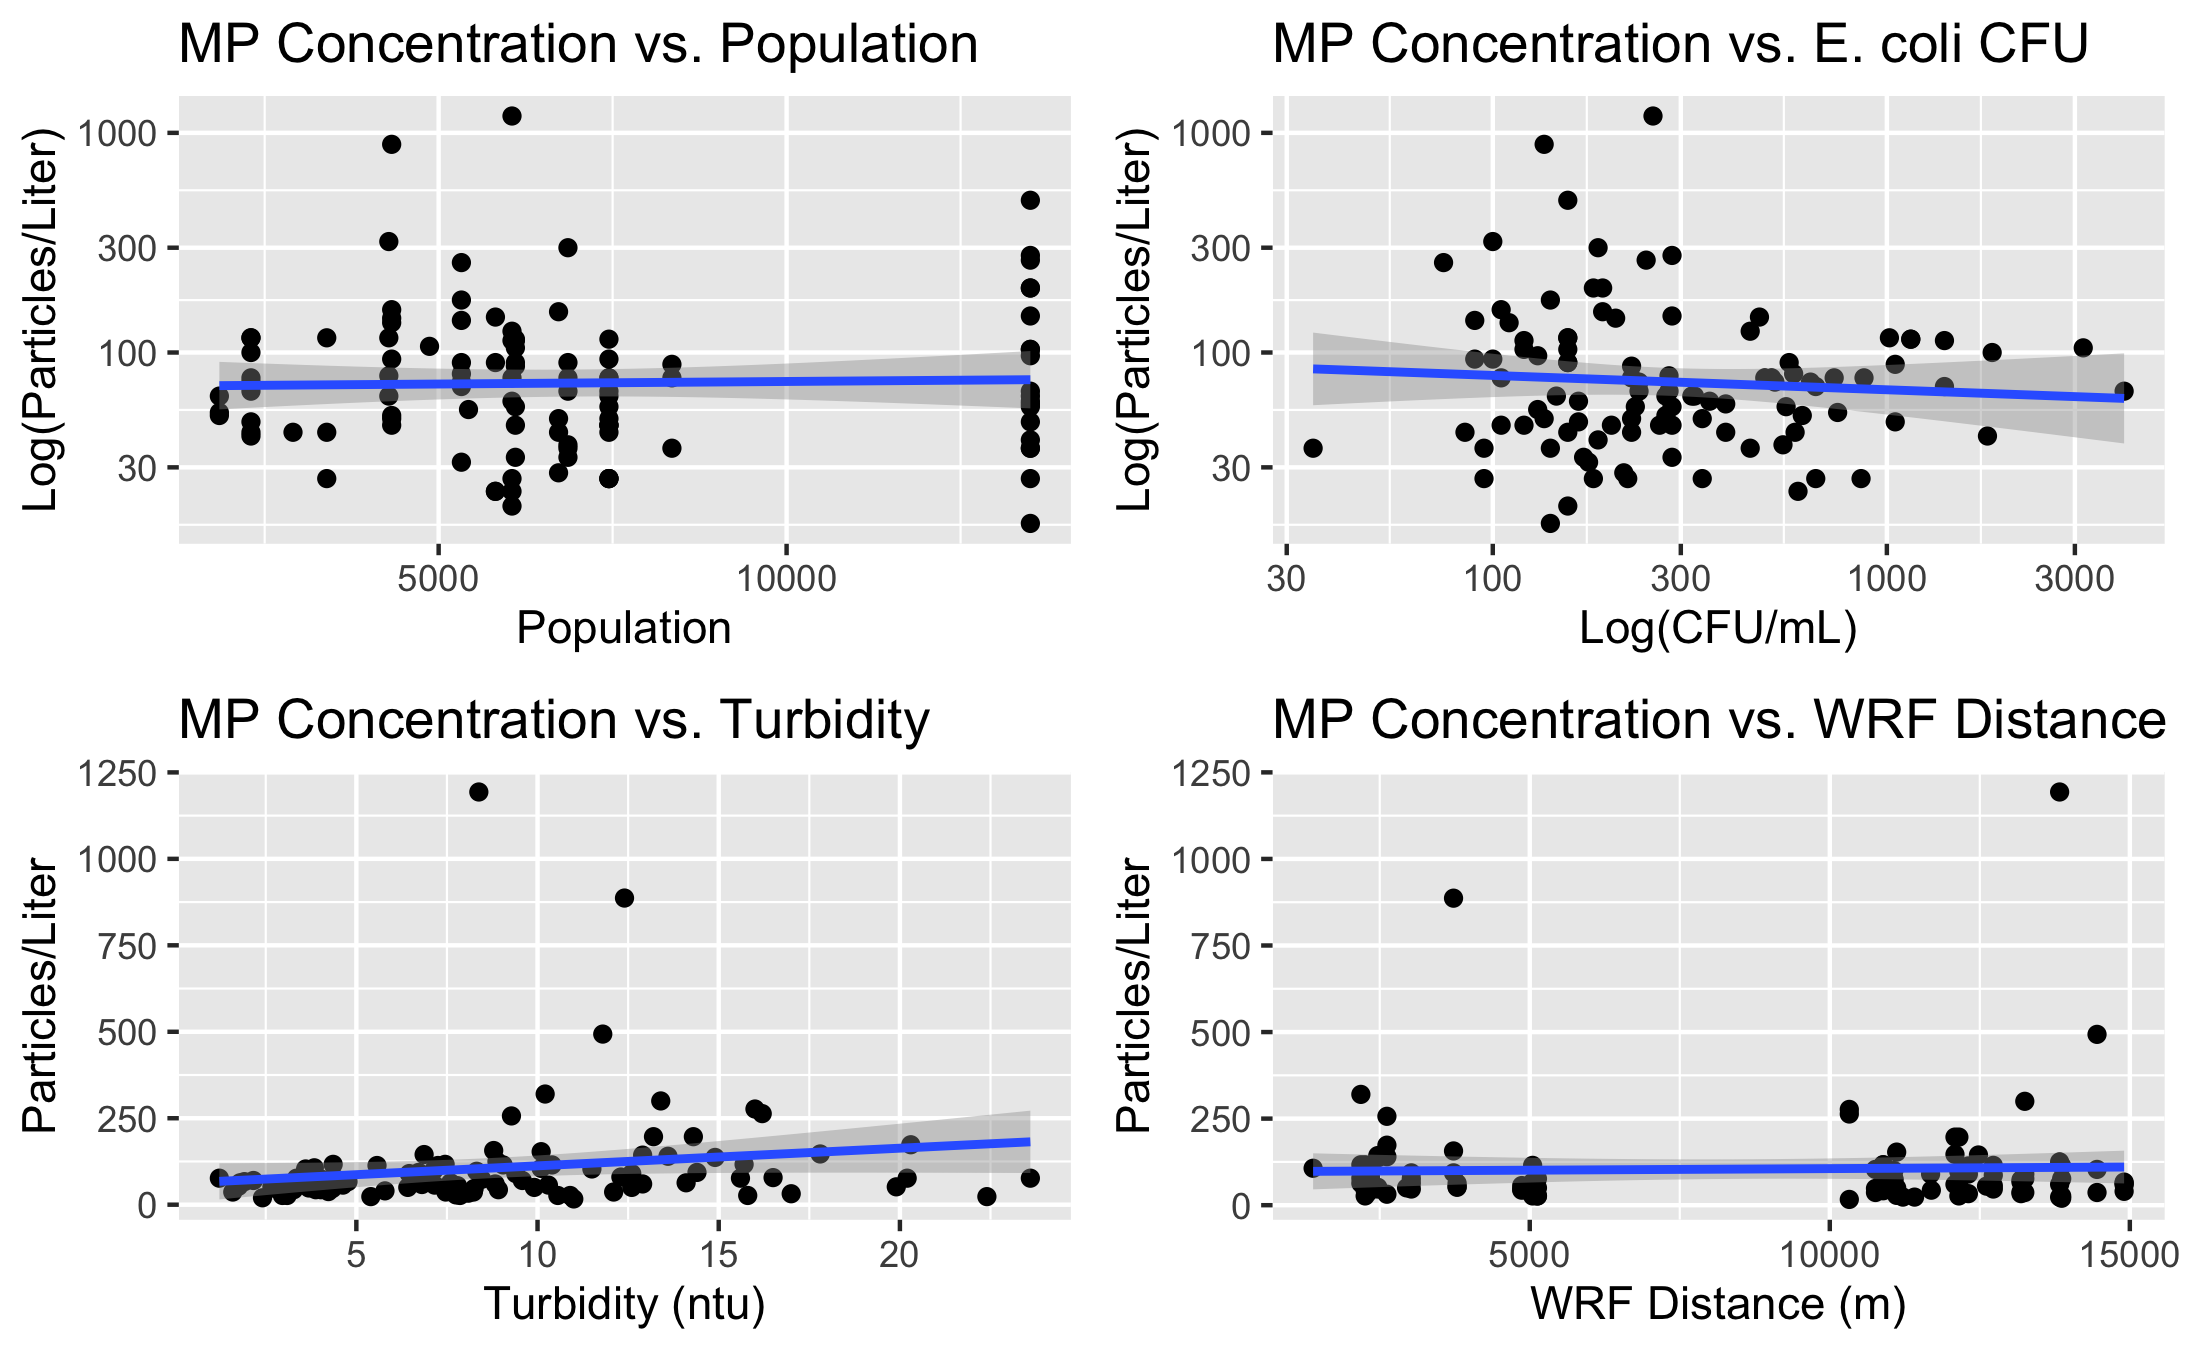 MP Concentration vs. Population
Log(Particles/Liter)
1000
300
100
30
5000 10000
Population
MP Concentration vs. E. coli CFU
Log(Particles/Liter)
1000
300
100
30
30 100 300 1000 3000
Log(CFU/mL)
MP Concentration vs. Turbidity
Particles/Liter
1250
1000
750
500
250
0
5 10 15 20
Turbidity (ntu)
MP Concentration vs. WRF Distance
Particles/Liter
1250
1000
750
500
250
0
5000 10000 15000
WRF Distance (m)